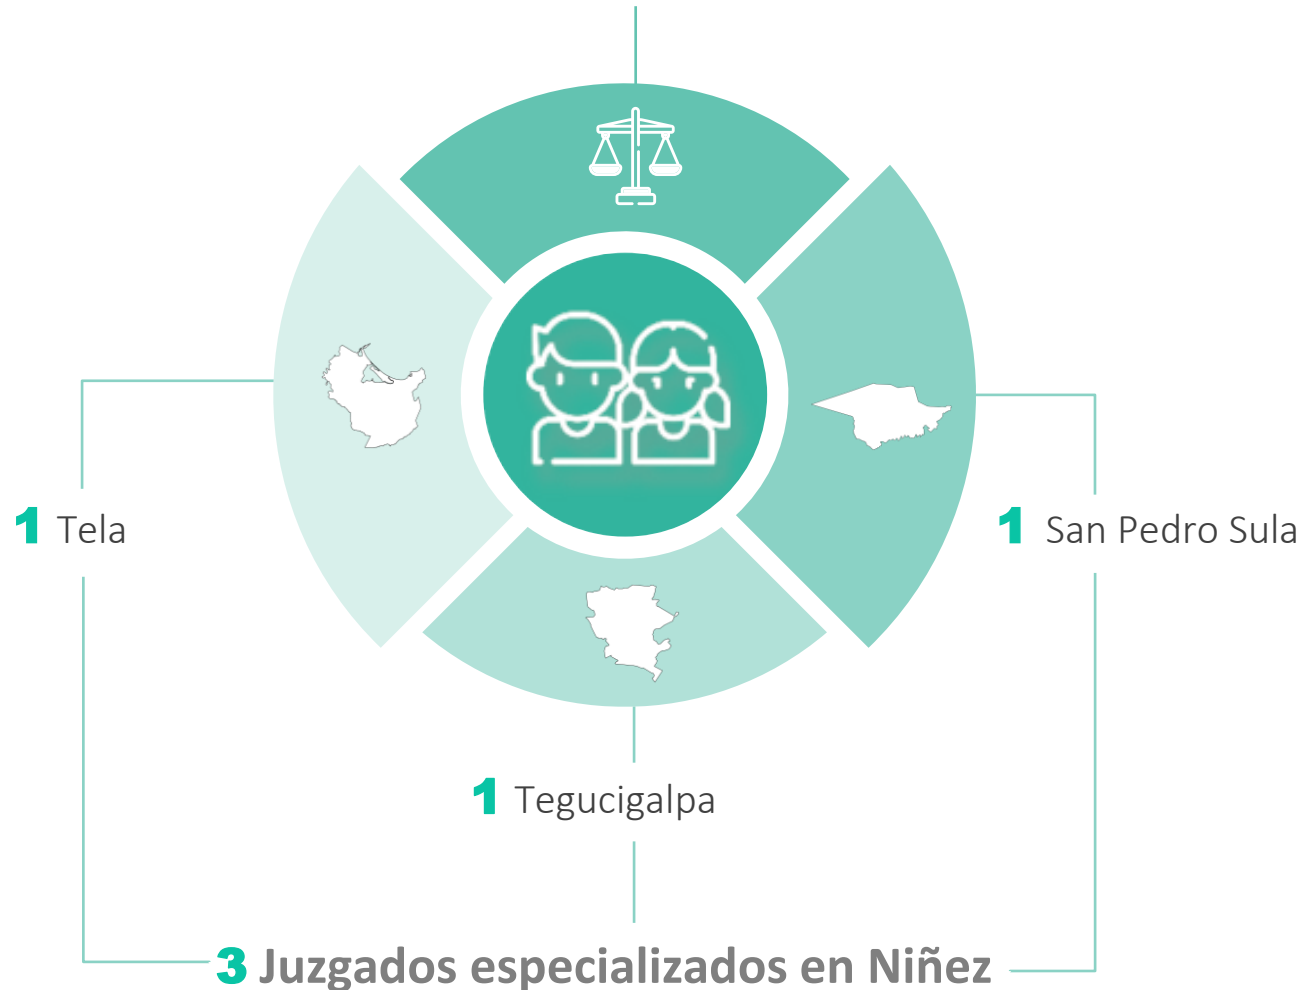 1 Tela
1 San Pedro Sula
1 Tegucigalpa
3 Juzgados especializados en Niñez